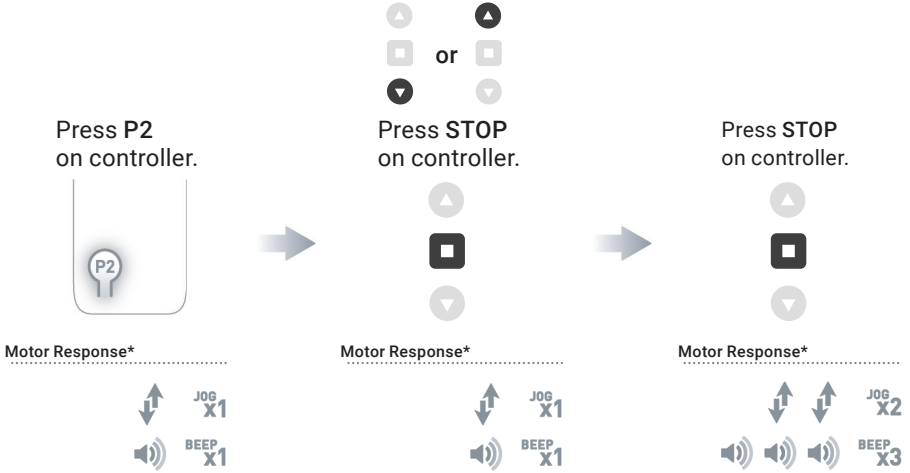 or
Press P2
on controller.
Press STOP
on controller.
Press STOP
on controller.
P2
Motor Response*
JOG
X1
BEEP
X1
Motor Response*
JOG
X1
BEEP
X1
Motor Response*
JOG
X2
BEEP
X3